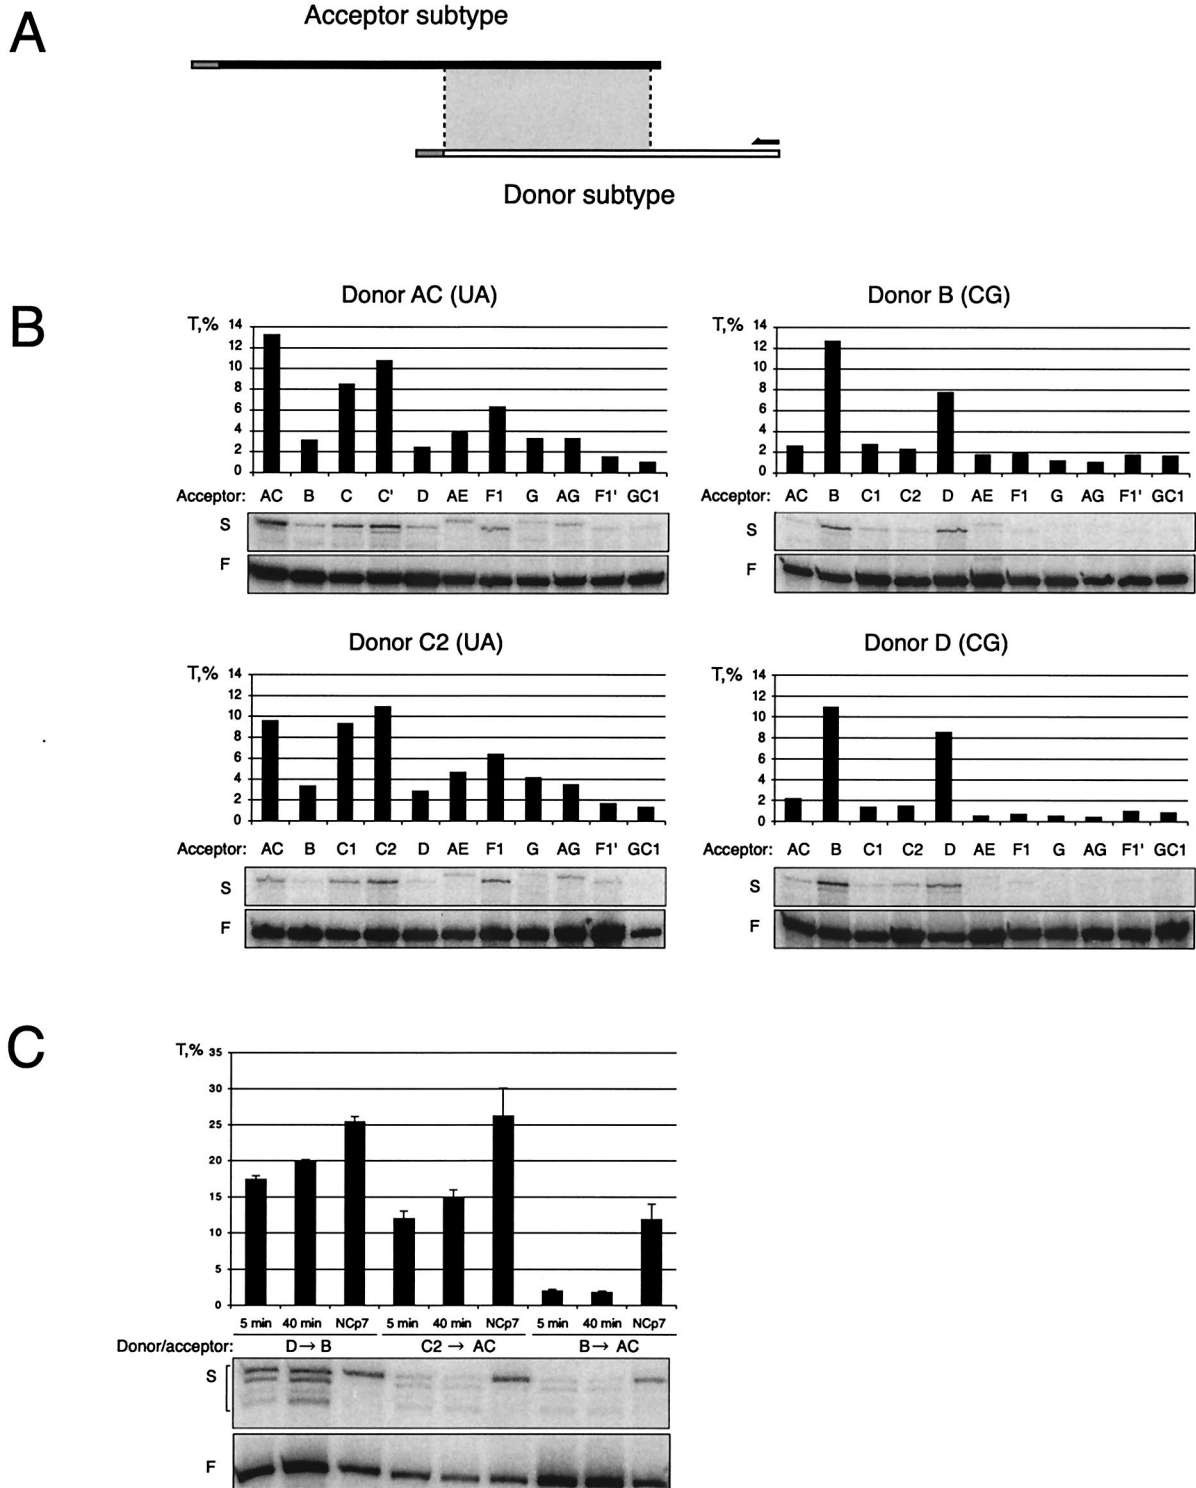 A
Acceptor subtype
Donor subtype
B
Donor AC (UA)
T,%
14
12
10
8
6
4
2
0
Acceptor: AC B C C' D AE F1 G AG F1' GC1
S
F
Donor B (CG)
T,%
14
12
10
8
6
4
2
0
Acceptor: AC B C1 C2 D AE F1 G AG F1' GC1
S
F
Donor C2 (UA)
T,%
14
12
10
8
6
4
2
0
Acceptor: AC B C1 C2 D AE F1 G AG F1' GC1
S
F
Donor D (CG)
T,%
14
12
10
8
6
4
2
0
Acceptor: AC B C1 C2 D AE F1 G AG F1' GC1
S
F
C
T,%
35
30
25
20
15
10
5
0
5 min 40 min NCp7 5 min 40 min NCp7 5 min 40 min NCp7
Donor/acceptor: D→B C2 → AC B→ AC
S
F